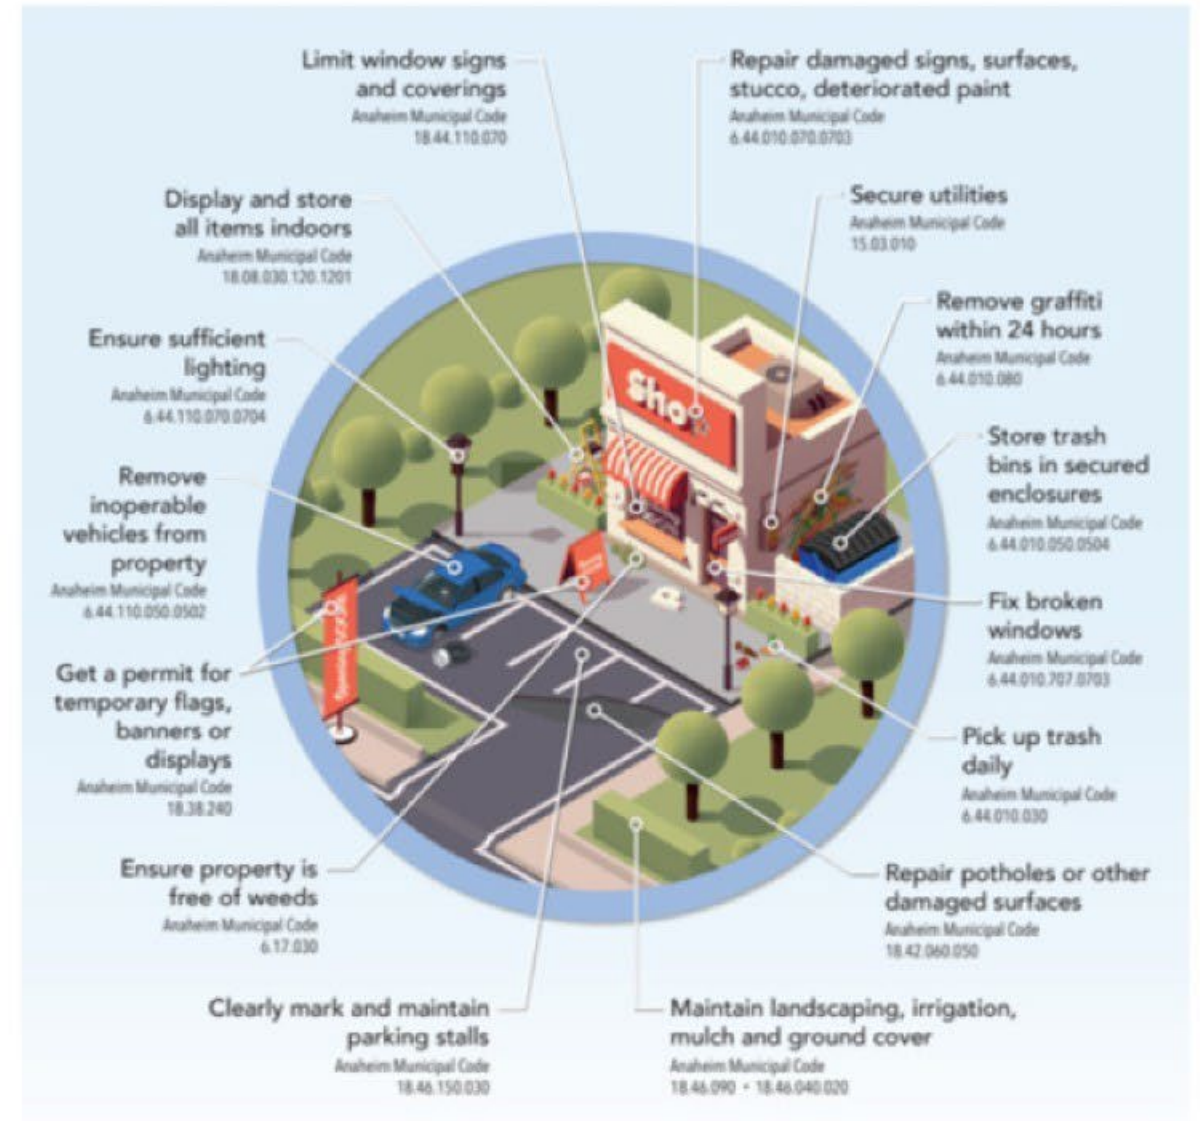 Limit window signs
and coverings
Anaheim Municipal Code
18.44.110.070
Repair damaged signs, surfaces,
stucco, deteriorated paint
Anaheim Municipal Code
6.44.010.070.0703
Display and store
all items indoors
Anaheim Municipal Code
18.08.030.120.1201
Secure utilities
Anaheim Municipal Code
15.03.010
Ensure sufficient
lighting
Anaheim Municipal Code
6.44.110.070.0704
Remove graffiti
within 24 hours
Anaheim Municipal Code
6.44.010.080
Shop
Remove
inoperable
vehicles from
property
Anaheim Municipal Code
6.44.110.050.0502
Store trash
bins in secured
enclosures
Anaheim Municipal Code
6.44.010.050.0504
Fix broken
windows
Anaheim Municipal Code
6.44.010.707.0703
Get a permit for
temporary flags,
banners or
displays
Anaheim Municipal Code
18.38.240
Pick up trash
daily
Anaheim Municipal Code
6.44.010.030
Ensure property is
free of weeds
Anaheim Municipal Code
6.17.030
Repair potholes or other
damaged surfaces
Anaheim Municipal Code
18.42.060.050
Clearly mark and maintain
parking stalls
Anaheim Municipal Code
18.46.150.030
Maintain landscaping, irrigation,
mulch and ground cover
Anaheim Municipal Code
18.46.090 • 18.46.040.020